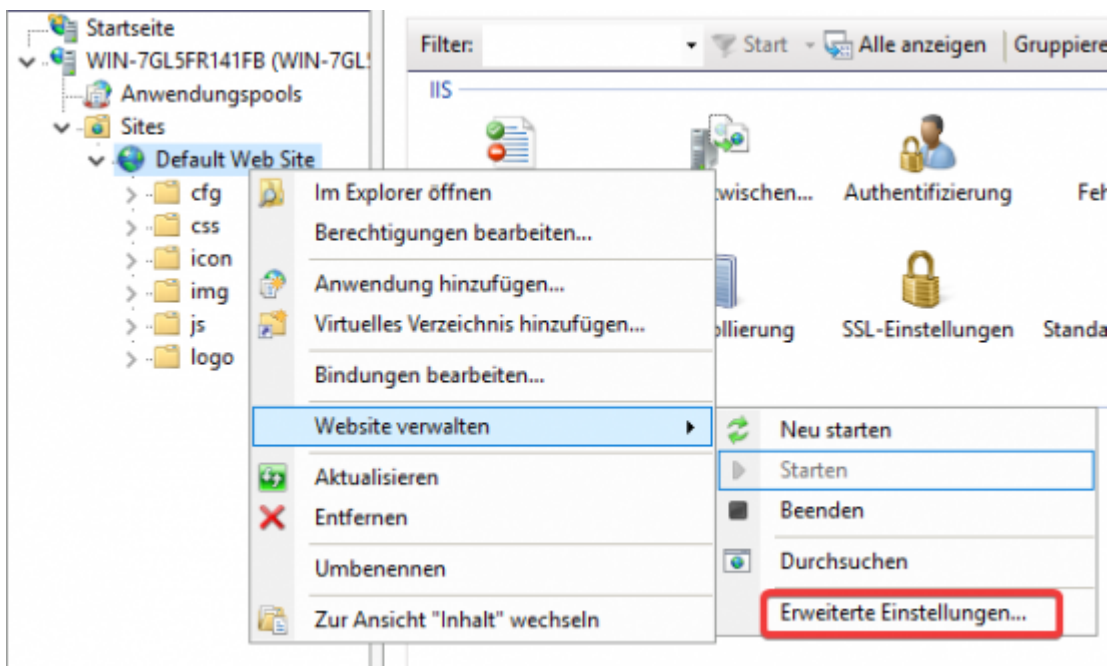 Startseite
WIN-7GL5FR141FB (WIN-7GL
Anwendungspools
Sites
Default Web Site
cfg
css
icon
img
js
logo
Filter:
Start
Alle anzeigen
Gruppiere
IIS
wischen...
Authentifizierung
Feh
ollierung
SSL-Einstellungen
Standa
Im Explorer öffnen
Berechtigungen bearbeiten...
Anwendung hinzufügen...
Virtuelles Verzeichnis hinzufügen...
Bindungen bearbeiten...
Website verwalten
Aktualisieren
Entfernen
Umbenennen
Zur Ansicht "Inhalt" wechseln
Neu starten
Starten
Beenden
Durchsuchen
Erweiterte Einstellungen...